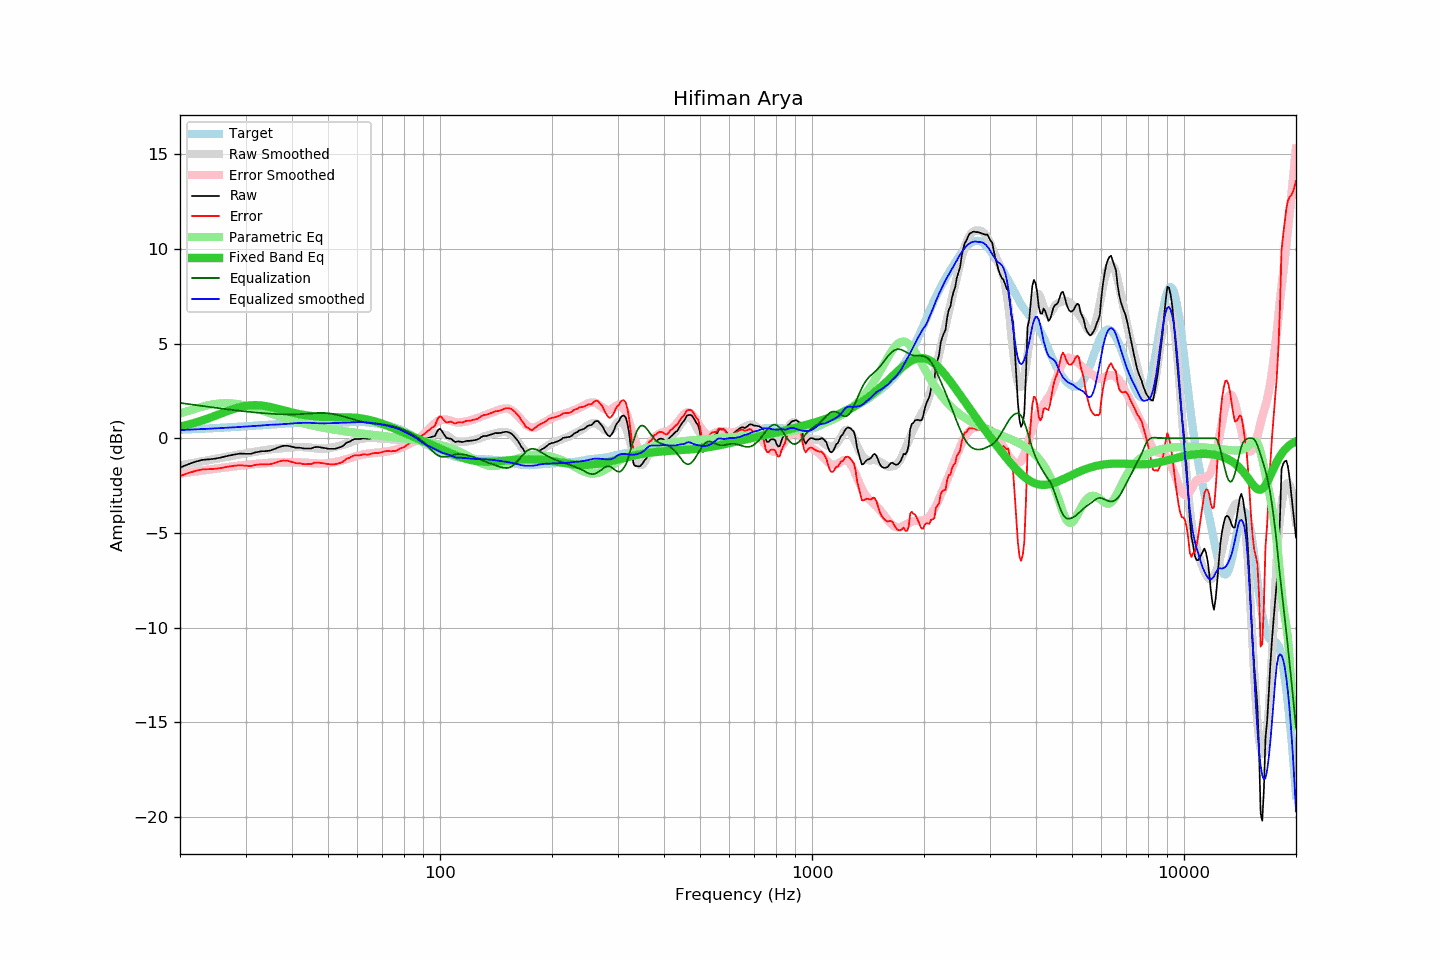 Hifiman Arya
Target
Raw Smoothed
Error Smoothed
Raw
Error
Parametric Eq
Fixed Band Eq
Equalization
Equalized smoothed
15
10
5
0
−5
−10
−15
−20
Amplitude (dBr)
100
1000
10000
Frequency (Hz)